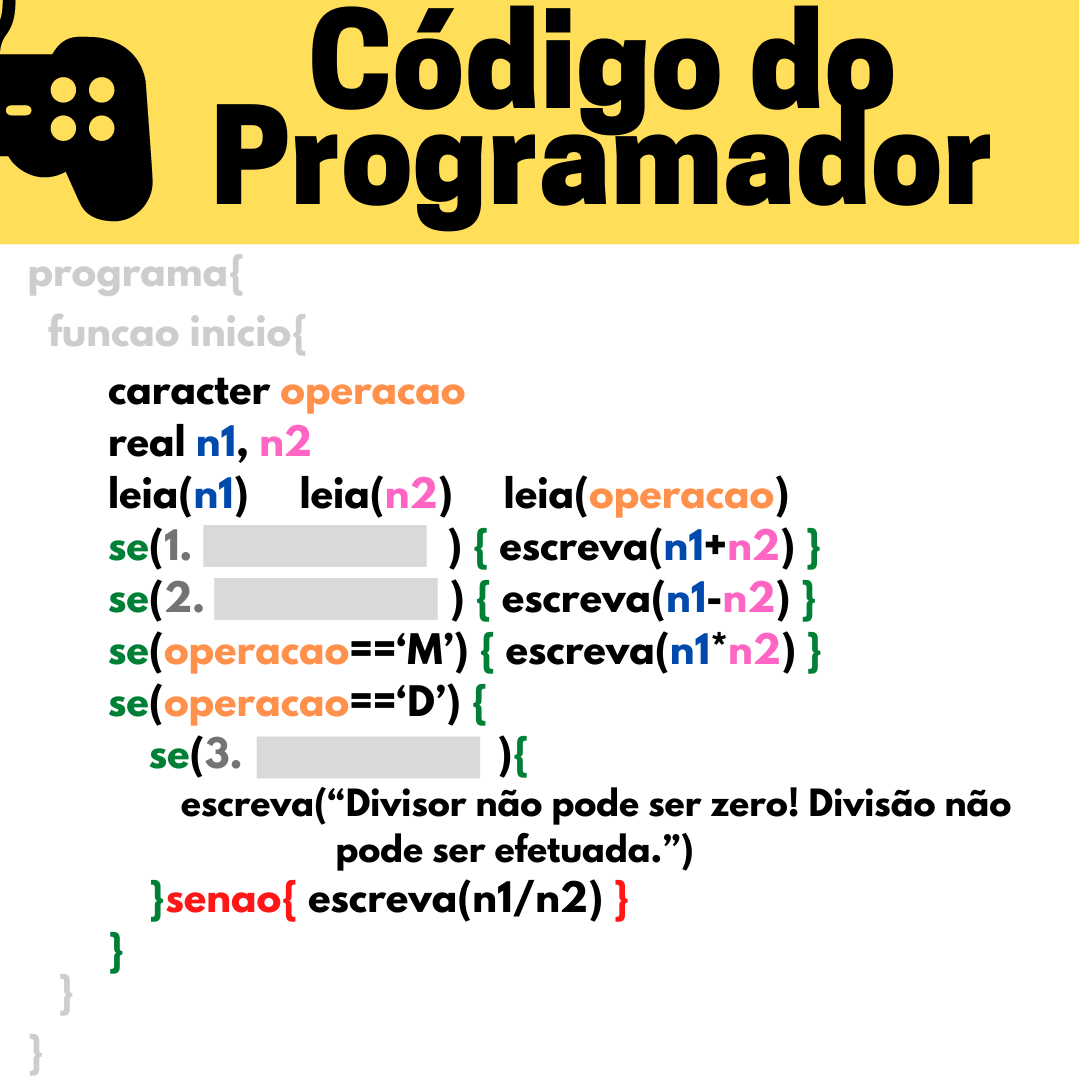 Código do
Programador
programa{
funcao inicio{
caracter operacao
real n1, n2
leia(n1) leia(n2) leia(operacao)
se(1. ) { escreva(n1+n2) }
se(2. ) { escreva(n1-n2) }
se(operacao==‘M’) { escreva(n1*n2) }
se(operacao==‘D’) {
se(3. ){
escreva(“Divisor não pode ser zero! Divisão não
pode ser efetuada.”)
}senao{ escreva(n1/n2) }
}
}
}